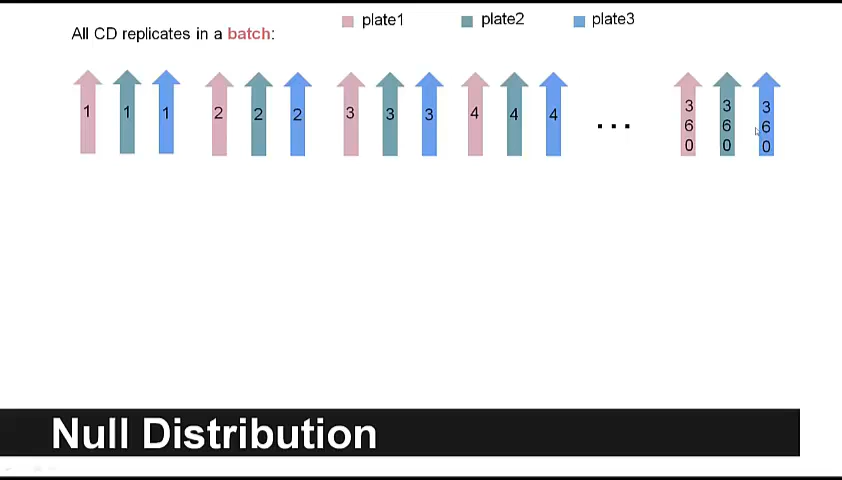 plate1 plate2 plate3
All CD replicates in a batch:
1 1 1 2 2 2 3 3 3 4 4 4 ... 360 360 360
Null Distribution